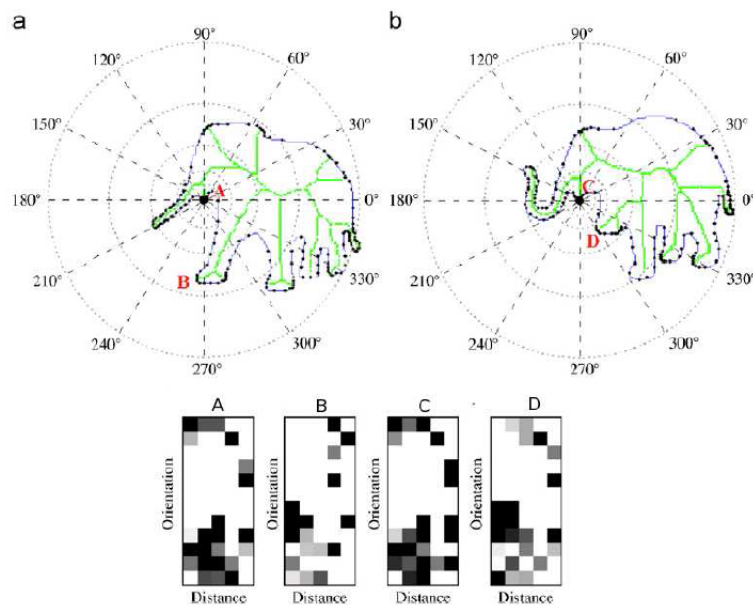 a
b
90°
60°
30°
0°
330°
300°
270°
240°
210°
180°
150°
120°
A
B
90°
60°
30°
0°
330°
300°
270°
240°
210°
180°
150°
120°
C
D
A
B
C
D
Orientation
Orientation
Orientation
Orientation
Distance
Distance
Distance
Distance